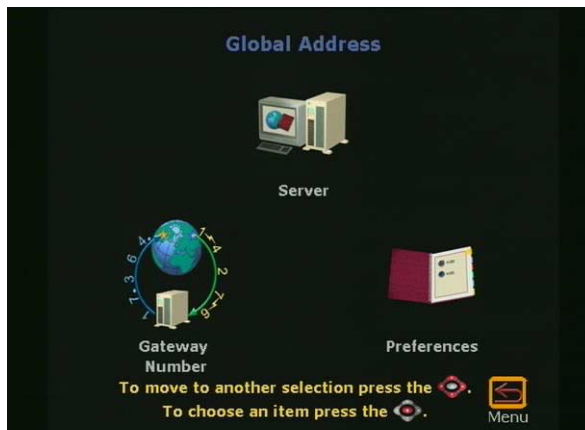 Global Address
Server
Gateway
Number
Preferences
To move to another selection press the .
To choose an item press the .
Menu